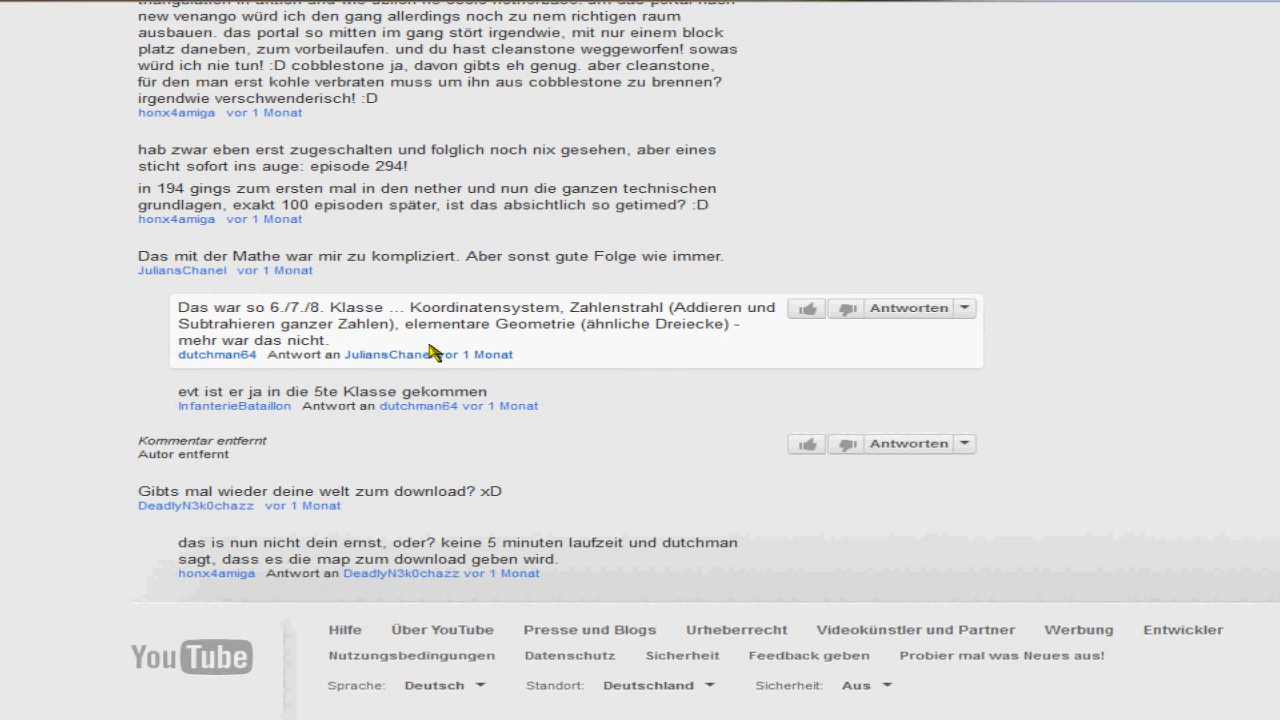 new venango würd ich den gang allerdings noch zu nem richtigen raum
ausbauen. das portal so mitten im gang stört irgendwie, mit nur einem block
platz daneben, zum vorbeilaufen. und du hast cleanstone weggeworfen! sowas
würd ich nie tun! :D cobblestone ja, davon gibts eh genug. aber cleanstone,
für den man erst kohle verbraten muss um ihn aus cobblestone zu brennen?
irgendwie verschwenderisch! :D
honx4amiga vor 1 Monat
hab zwar eben erst zugeschalten und folglich noch nix gesehen, aber eines
sticht sofort ins auge: episode 294!
in 194 gings zum ersten mal in den nether und nun die ganzen technischen
grundlagen, exakt 100 episoden später, ist das absichtlich so getimed? :D
honx4amiga vor 1 Monat
Das mit der Mathe war mir zu kompliziert. Aber sonst gute Folge wie immer.
JuliansChanel vor 1 Monat
Das war so 6./7./8. Klasse ... Koordinatensystem, Zahlenstrahl (Addieren und
Subtrahieren ganzer Zahlen), elementare Geometrie (ähnliche Dreiecke) -
mehr war das nicht.
Antworten
dutchman64 Antwort an JuliansChanel vor 1 Monat
evt ist er ja in die 5te Klasse gekommen
InfanterieBataillon Antwort an dutchman64 vor 1 Monat
Kommentar entfernt
Autor entfernt
Antworten
Gibts mal wieder deine welt zum download? xD
DeadlyN3k0chazz vor 1 Monat
das is nun nicht dein ernst, oder? keine 5 minuten laufzeit und dutchman
sagt, dass es die map zum download geben wird.
honx4amiga Antwort an DeadlyN3k0chazz vor 1 Monat
YouTube
Hilfe Über YouTube Presse und Blogs Urheberrecht Videokünstler und Partner Werbung Entwickler
Nutzungsbedingungen Datenschutz Sicherheit Feedback geben Probier mal was Neues aus!
Sprache: Deutsch Standort: Deutschland Sicherheit: Aus